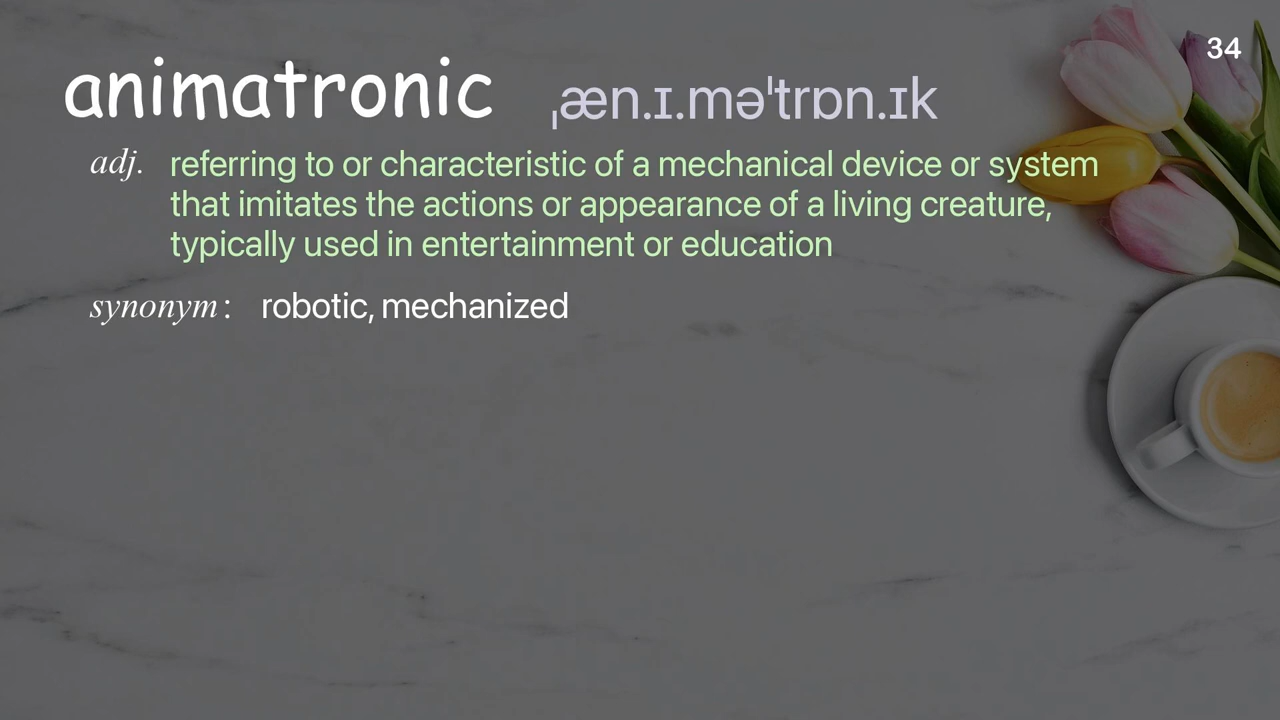 34
animatronic ˌæn.ɪ.məˈtrɒn.ɪk
adj. referring to or characteristic of a mechanical device or system
that imitates the actions or appearance of a living creature,
typically used in entertainment or education
synonym: robotic, mechanized